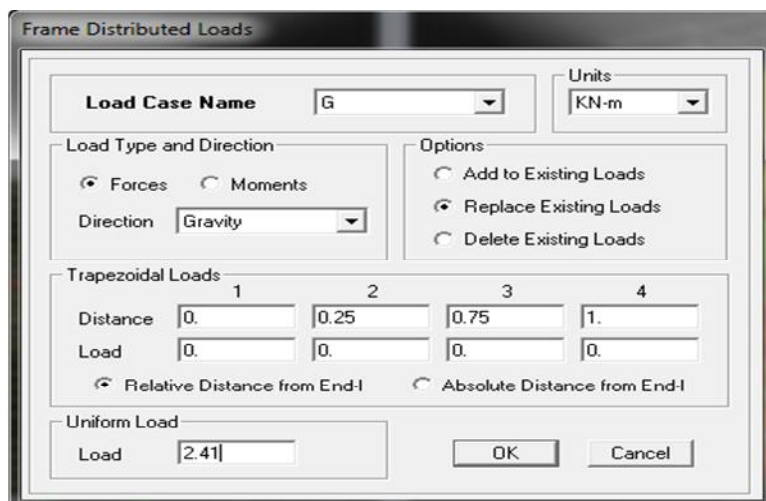 Frame Distributed Loads
Units
Load Case Name G KN-m
Load Type and Direction
Forces Moments
Direction Gravity
Options
Add to Existing Loads
Replace Existing Loads
Delete Existing Loads
Trapezoidal Loads
1 2 3 4
Distance 0. 0.25 0.75 1.
Load 0. 0. 0. 0.
Relative Distance from End-I Absolute Distance from End-I
Uniform Load
Load 2.41
OK Cancel